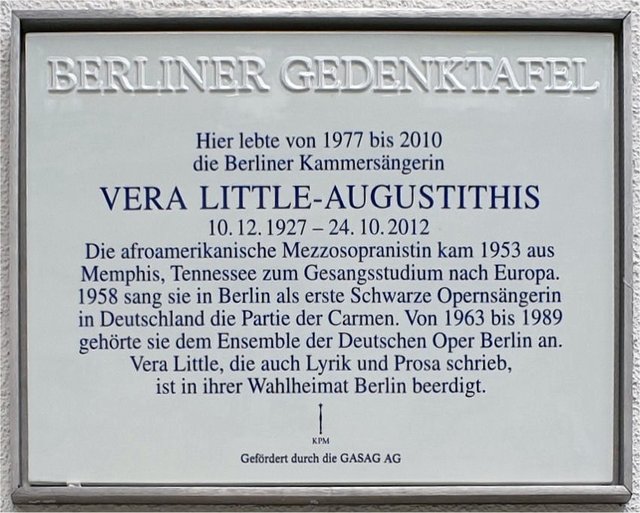 BERLINER GEDENKTAFEL
Hier lebte von 1977 bis 2010
die Berliner Kammersängerin
VERA LITTLE-AUGUSTITHIS
10.12.1927 – 24.10.2012
Die afroamerikanische Mezzosopranistin kam 1953 aus
Memphis, Tennessee zum Gesangsstudium nach Europa.
1958 sang sie in Berlin als erste Schwarze Opernsängerin
in Deutschland die Partie der Carmen. Von 1963 bis 1989
gehörte sie dem Ensemble der Deutschen Oper Berlin an.
Vera Little, die auch Lyrik und Prosa schrieb,
ist in ihrer Wahlheimat Berlin beerdigt.
KPM
Gefördert durch die GASAG AG